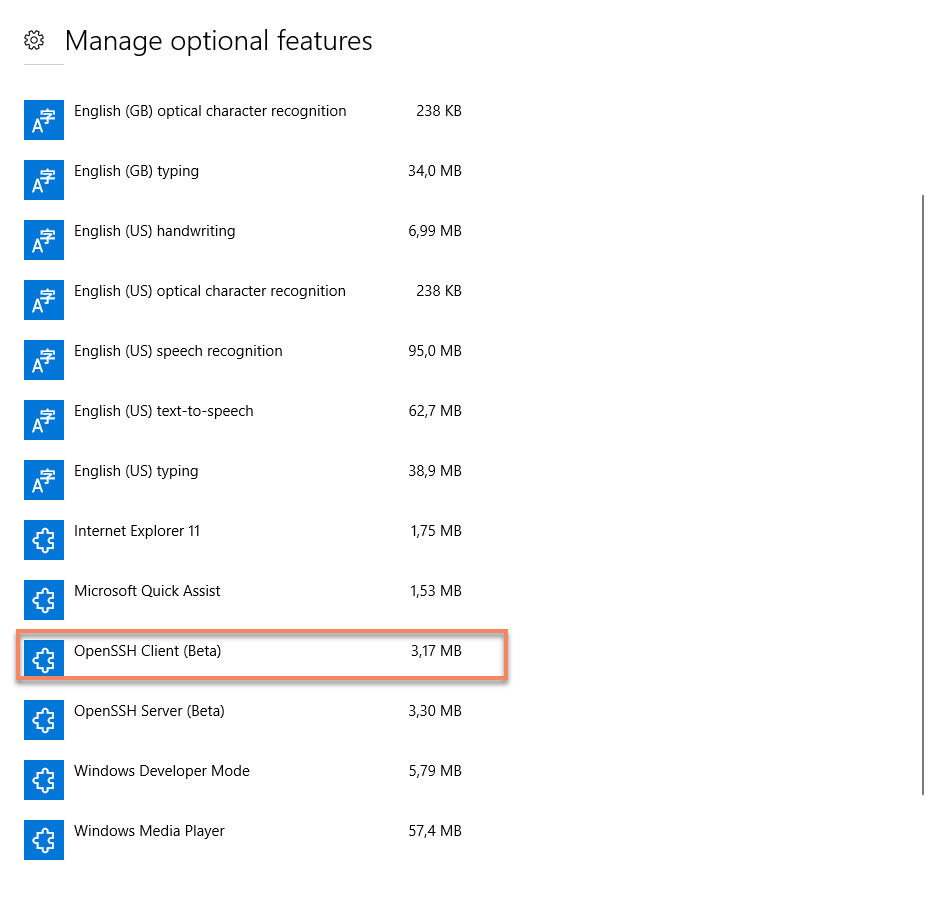 Manage optional features
English (GB) optical character recognition 238 KB
English (GB) typing 34,0 MB
English (US) handwriting 6,99 MB
English (US) optical character recognition 238 KB
English (US) speech recognition 95,0 MB
English (US) text-to-speech 62,7 MB
English (US) typing 38,9 MB
Internet Explorer 11 1,75 MB
Microsoft Quick Assist 1,53 MB
OpenSSH Client (Beta) 3,17 MB
OpenSSH Server (Beta) 3,30 MB
Windows Developer Mode 5,79 MB
Windows Media Player 57,4 MB